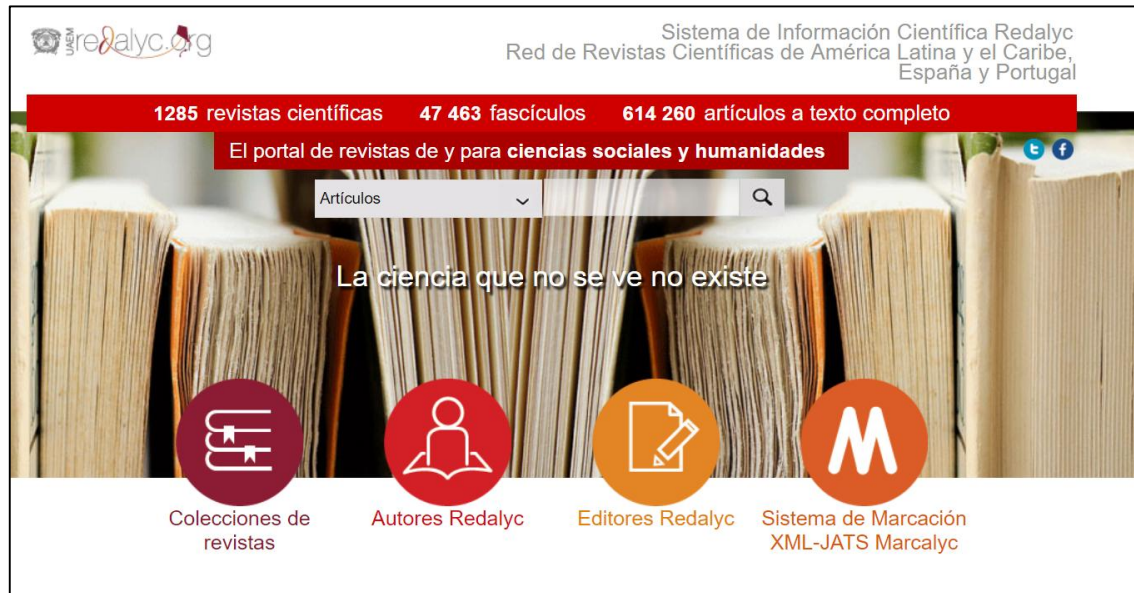 UAEM redalyc.org
Sistema de Información Científica Redalyc
Red de Revistas Científicas de América Latina y el Caribe,
España y Portugal
1285 revistas científicas 47 463 fascículos 614 260 artículos a texto completo
El portal de revistas de y para ciencias sociales y humanidades
Artículos
La ciencia que no se ve no existe
Colecciones de
revistas
Autores Redalyc
Editores Redalyc
Sistema de Marcación
XML-JATS Marcalyc